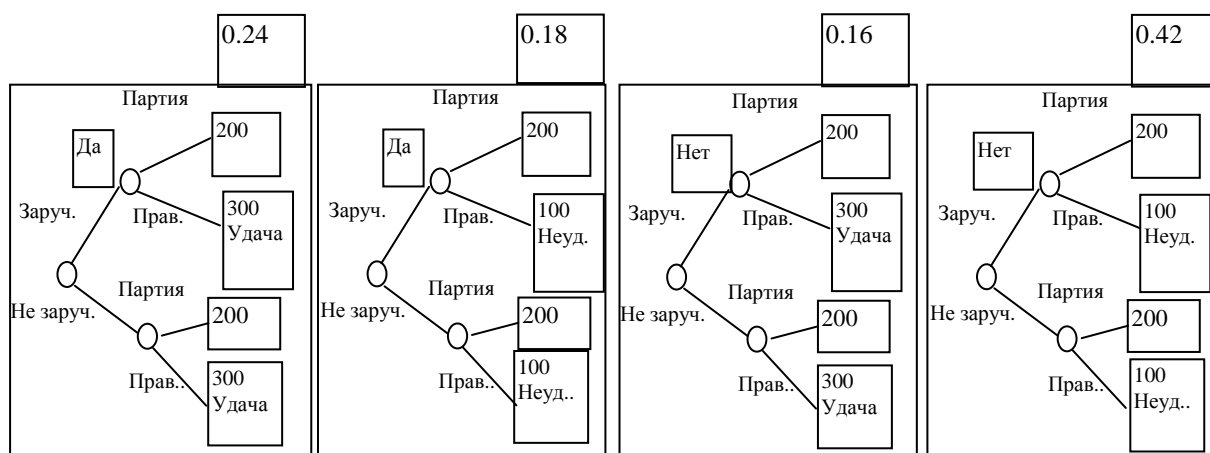 0.24
Партия
Да
200
Заруч.
Прав.
300
Удача
Партия
Не заруч.
200
Прав..
300
Удача
0.18
Партия
Да
200
Заруч.
Прав.
100
Неуд.
Партия
Не заруч.
200
Прав..
100
Неуд..
0.16
Партия
Нет
200
Заруч.
Прав.
300
Удача
Партия
Не заруч.
200
Прав..
300
Удача
0.42
Партия
Нет
200
Заруч.
Прав.
100
Неуд.
Партия
Не заруч.
200
Прав..
100
Неуд..